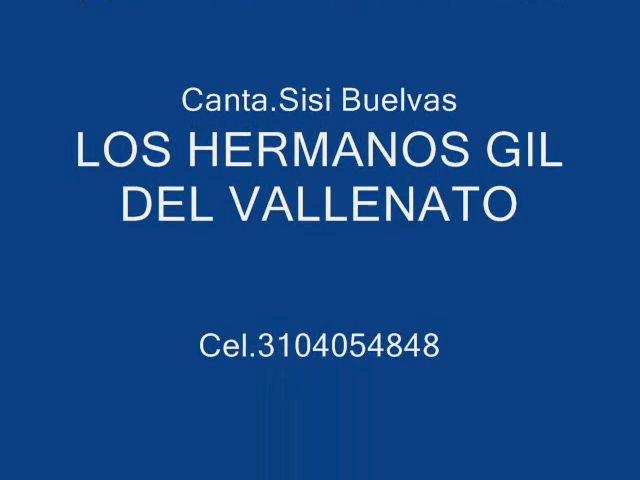 Canta.Sisi Buelvas
LOS HERMANOS GIL
DEL VALLENATO
Cel.3104054848